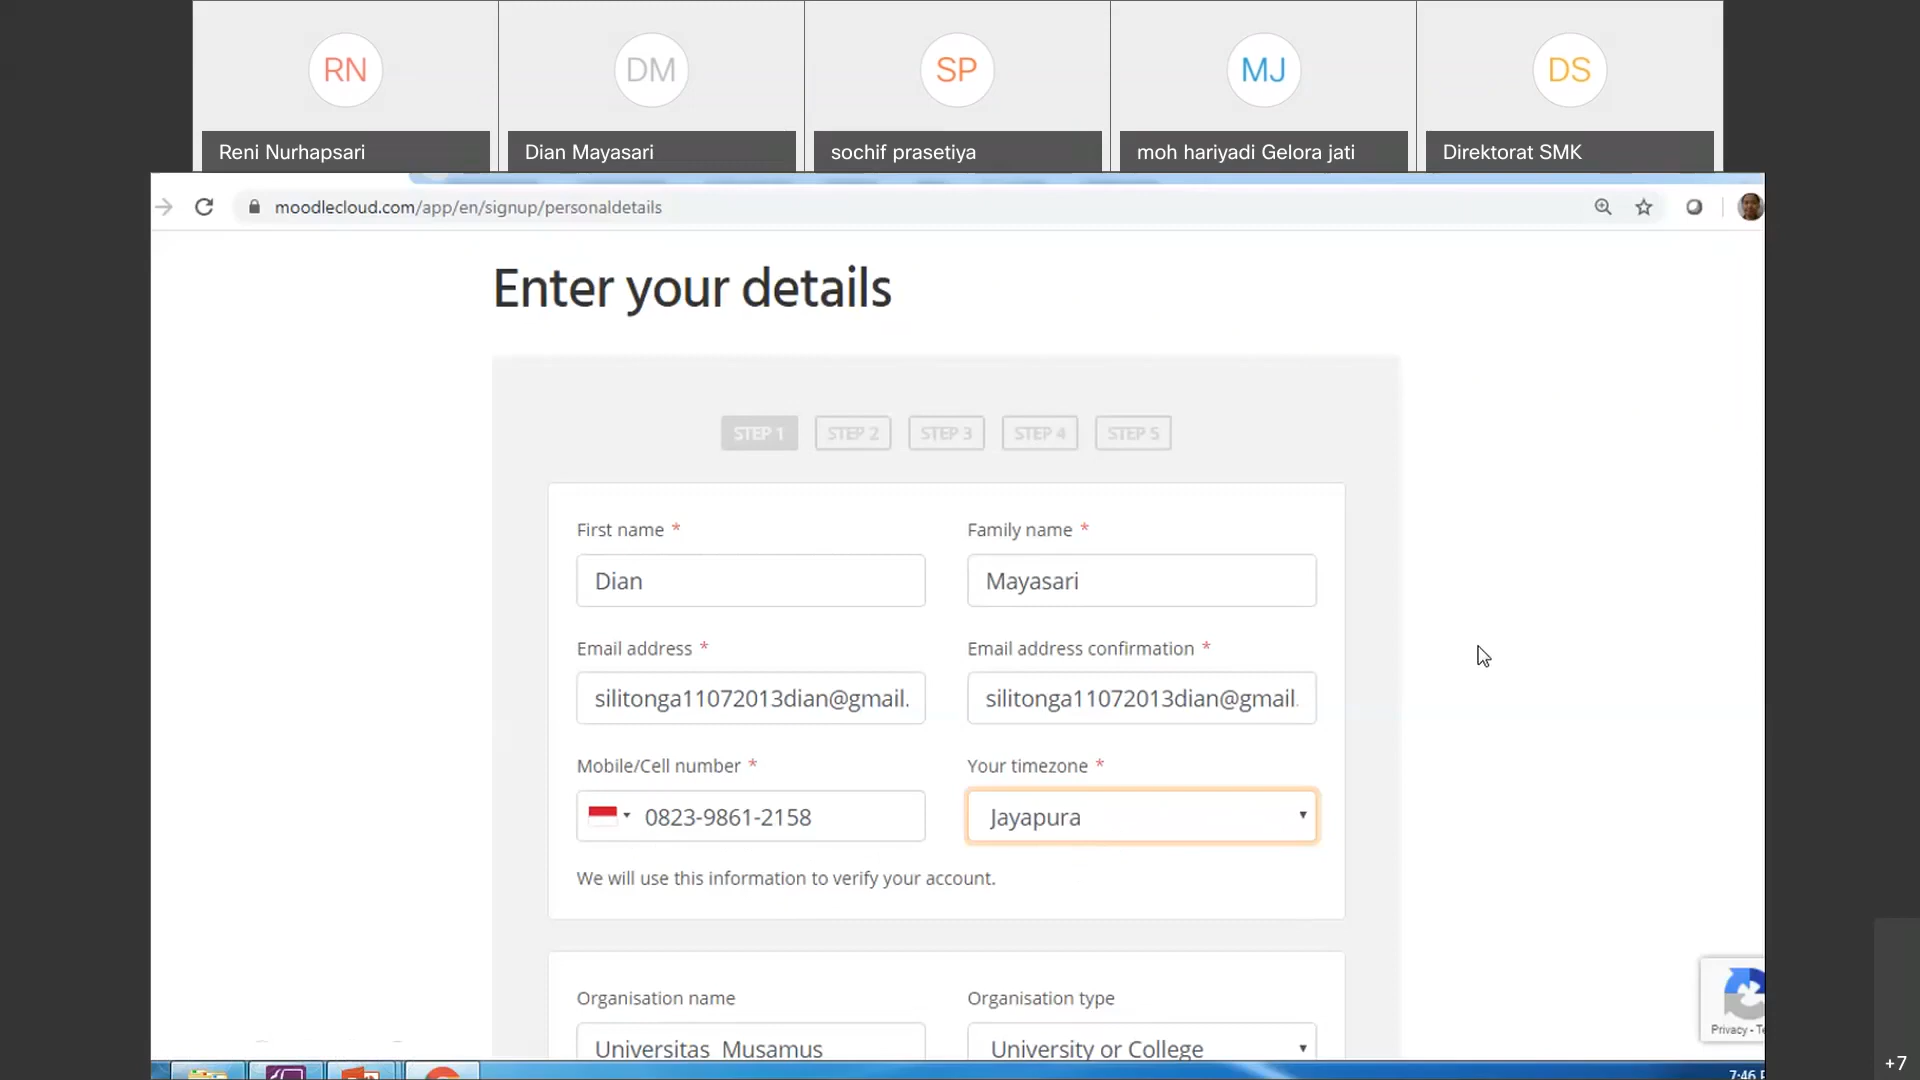 RN
DM
SP
MJ
DS
Reni Nurhapsari
Dian Mayasari
sochif prasetiya
moh hariyadi Gelora jati
Direktorat SMK
moodlecloud.com/app/en/signup/personaldetails
Enter your details
STEP 1
STEP 2
STEP 3
STEP 4
STEP 5
First name *
Family name *
Dian
Mayasari
Email address *
Email address confirmation *
silitonga11072013dian@gmail.
silitonga11072013dian@gmail.
Mobile/Cell number *
Your timezone *
0823-9861-2158
Jayapura
We will use this information to verify your account.
Organisation name
Organisation type
Universitas Musamus
University or College
Privacy - Te
7:46 P
+7